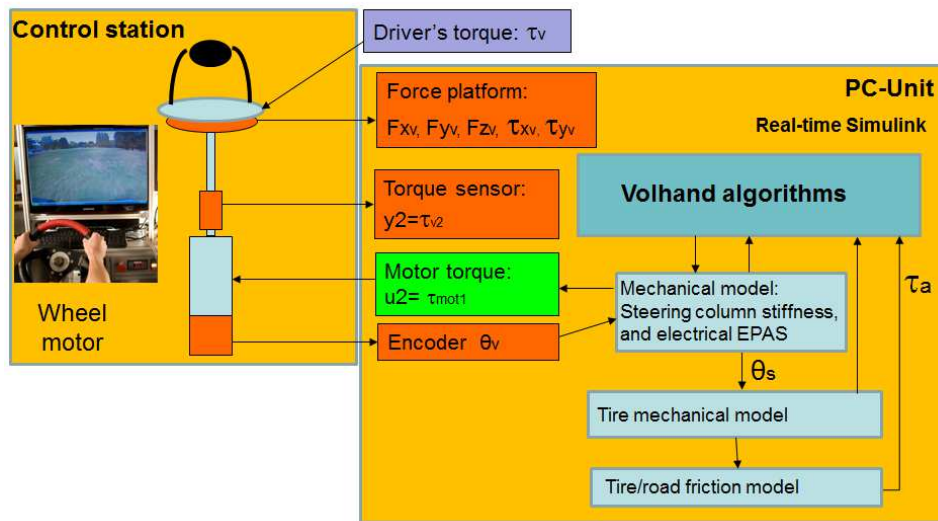 Control station
Driver's torque: τv
Force platform:
Fxv, Fyv, Fzv, τxv, τyv
PC-Unit
Real-time Simulink
Volhand algorithms
Torque sensor:
y2=τv2
Motor torque:
u2= τmot1
Mechanical model:
Steering column stiffness,
and electrical EPAS
τa
Wheel
motor
Encoder θv
θs
Tire mechanical model
Tire/road friction model